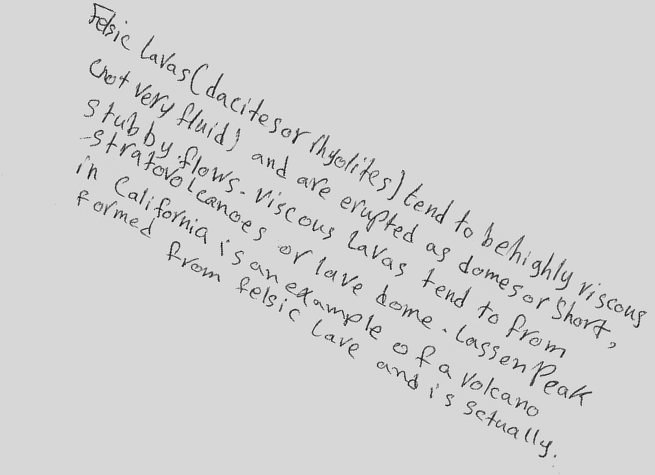 Felsic Lavas (dacites or rhyolites) tend to be highly viscous
(not very fluid) and are erupted as domes or short,
stubby flows. Viscous lavas tend to from
-stratovolcanoes or lave dome. Lassen Peak
in California is an example of a volcano
formed from felsic lave and is sctually.